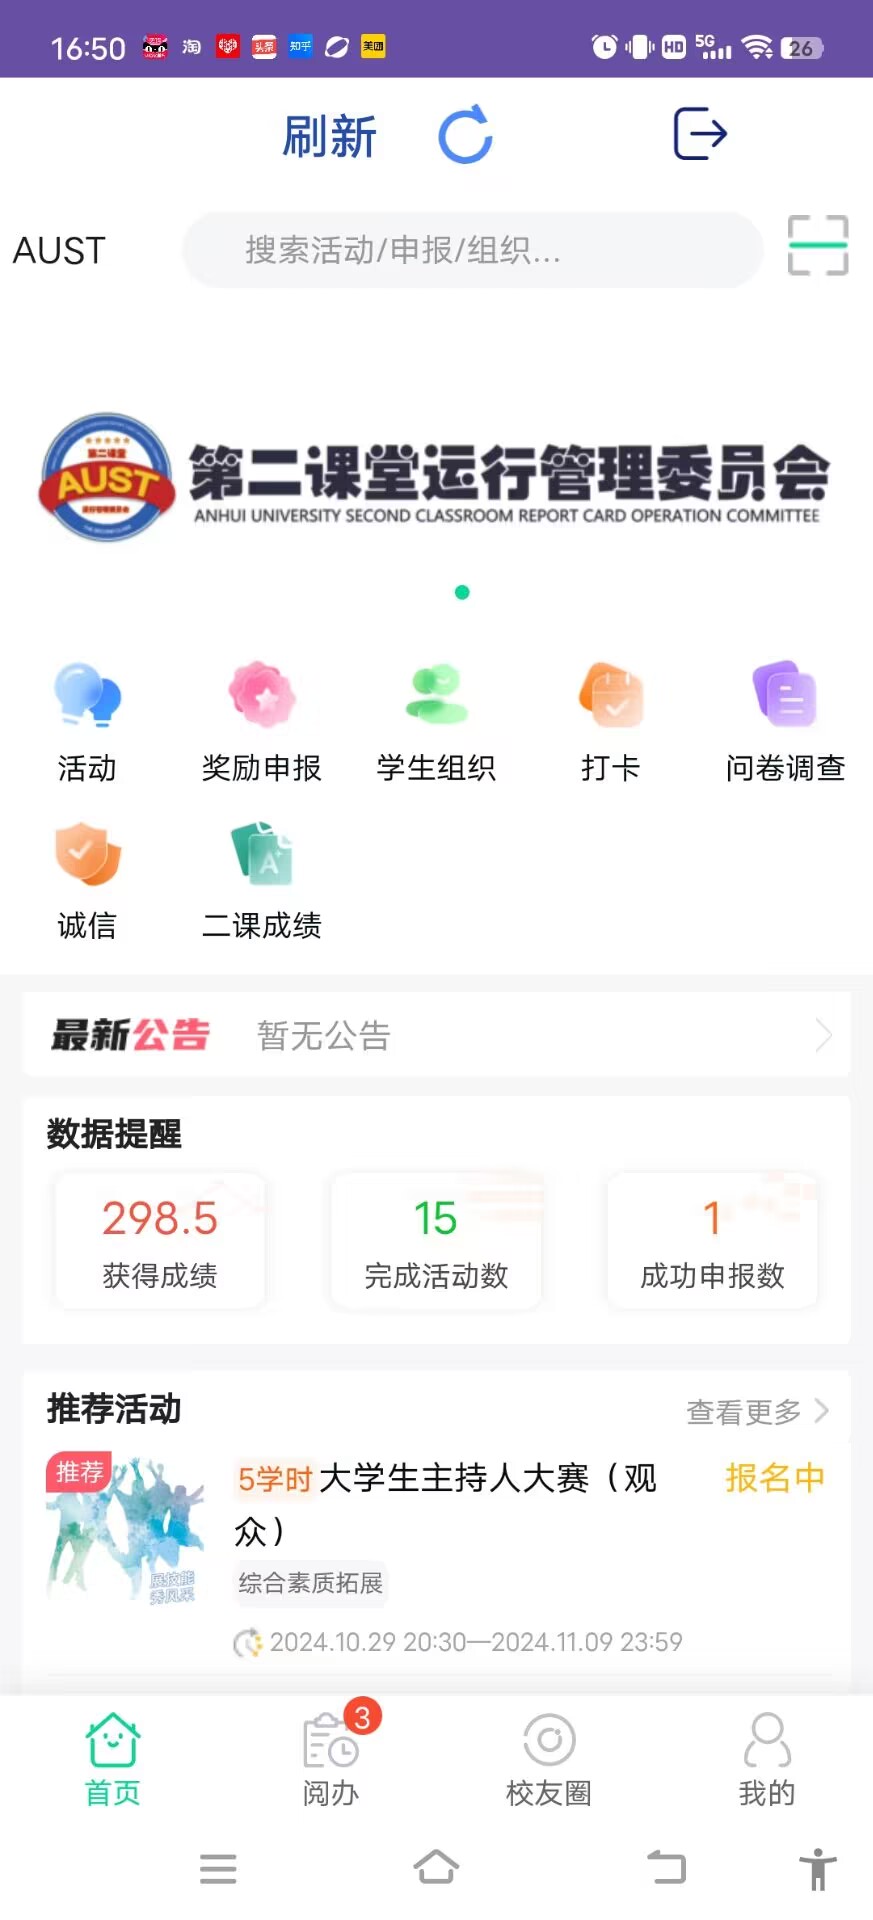 16:50
淘
头条
知乎
美团
HD
5G
26
刷新
AUST
搜索活动/申报/组织...
第二课堂
AUST
第二课堂运行管理委员会
ANHUI UNIVERSITY SECOND CLASSROOM REPORT CARD OPERATION COMMITTEE
活动
奖励申报
学生组织
打卡
问卷调查
诚信
二课成绩
最新公告
暂无公告
数据提醒
298.5
15
1
获得成绩
完成活动数
成功申报数
推荐活动
查看更多
推荐
5学时 大学生主持人大赛（观
众）
报名中
综合素质拓展
展技能
秀风采
2024.10.29 20:30—2024.11.09 23:59
3
首页
阅办
校友圈
我的